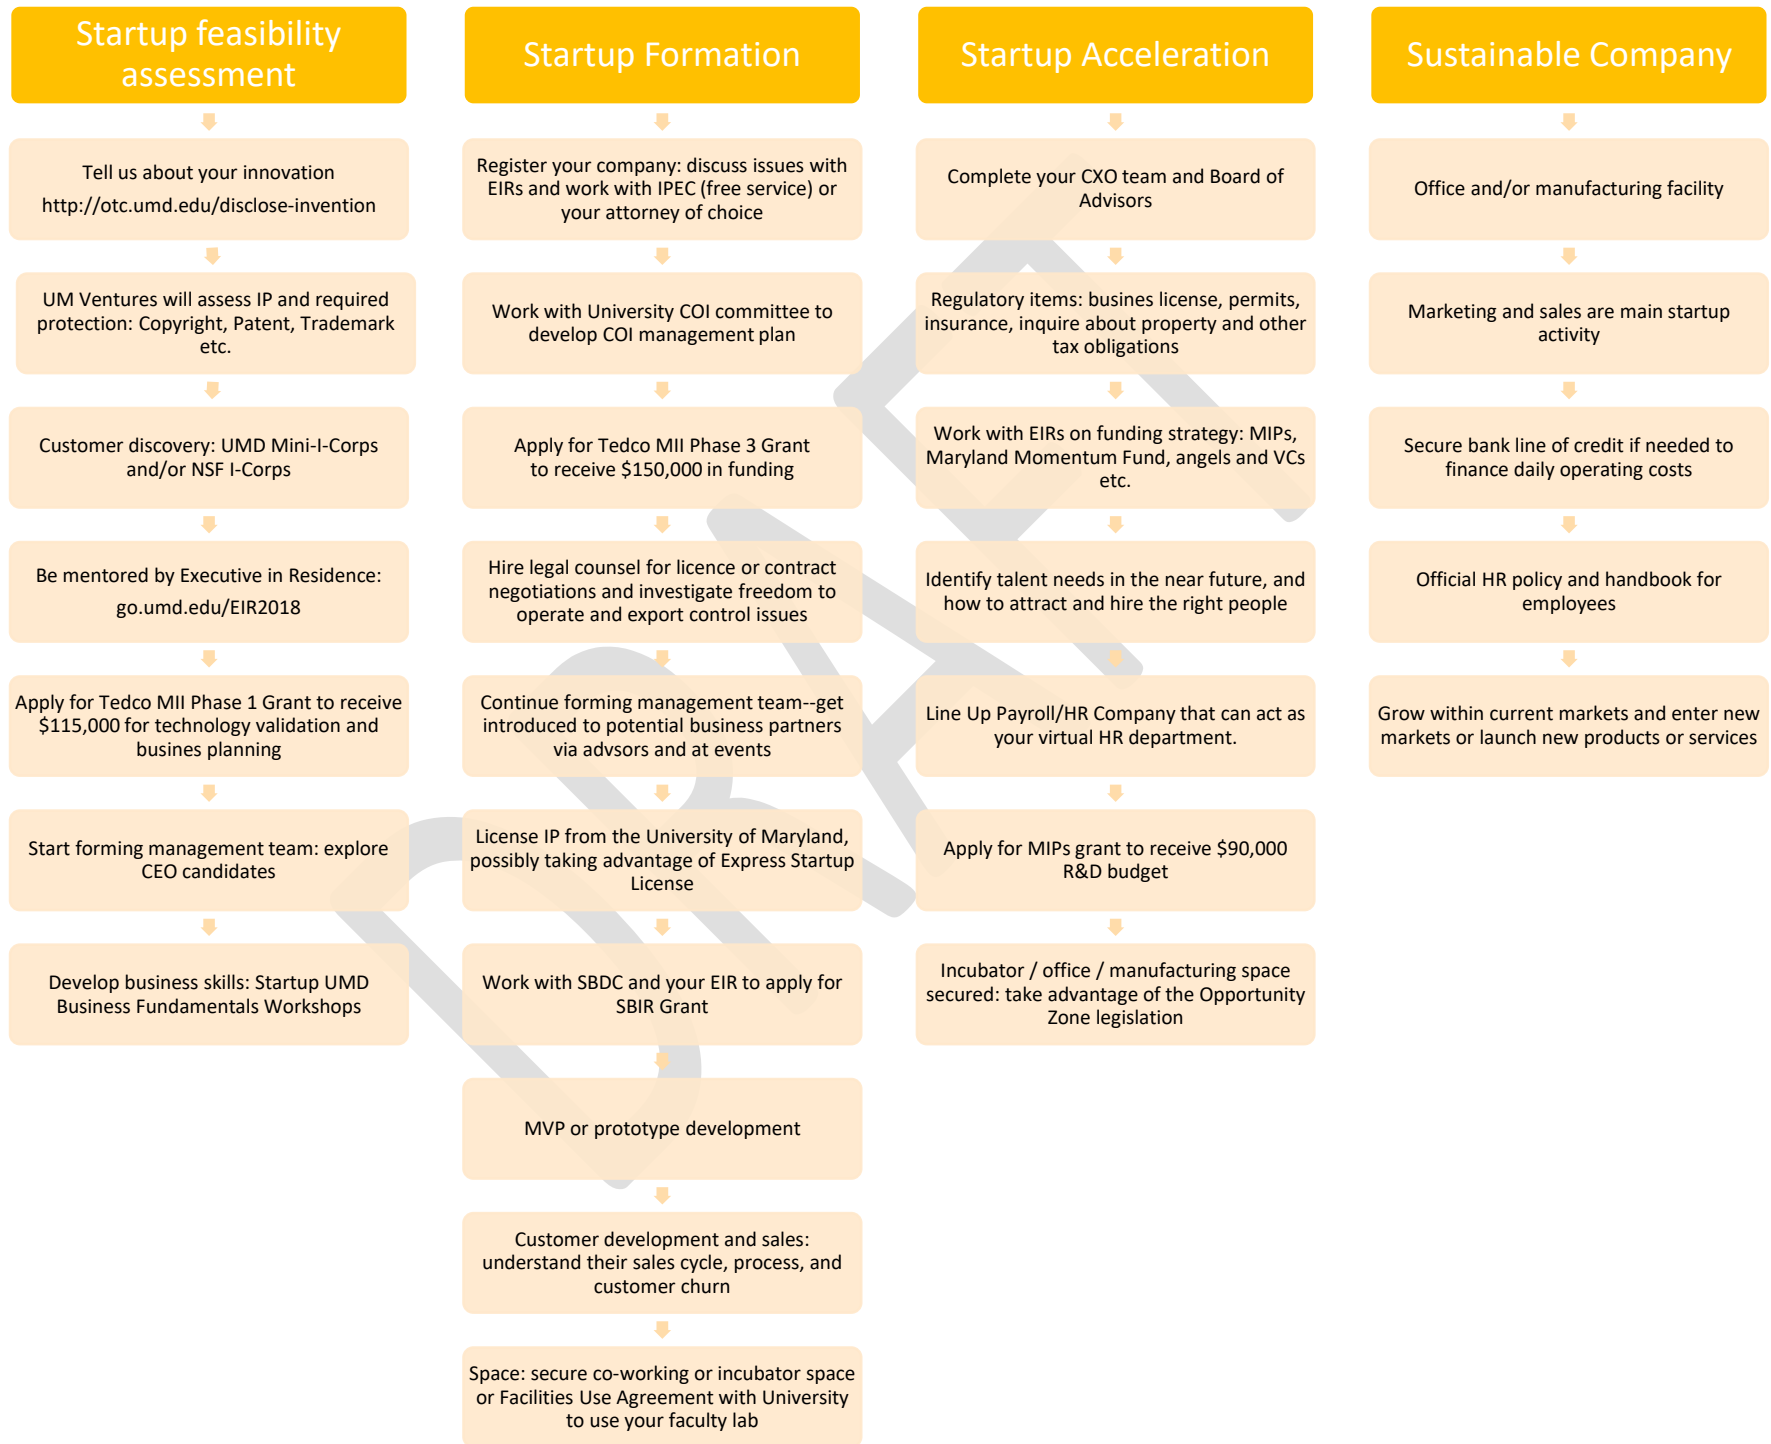 Startup feasibility
assessment
Tell us about your innovation
http://otc.umd.edu/disclose-invention
UM Ventures will assess IP and required
protection: Copyright, Patent, Trademark
etc.
Customer discovery: UMD Mini-I-Corps
and/or NSF I-Corps
Be mentored by Executive in Residence:
go.umd.edu/EIR2018
Apply for Tedco MII Phase 1 Grant to receive
$115,000 for technology validation and
busines planning
Start forming management team: explore
CEO candidates
Develop business skills: Startup UMD
Business Fundamentals Workshops
Startup Formation
Register your company: discuss issues with
EIRs and work with IPEC (free service) or
your attorney of choice
Work with University COI committee to
develop COI management plan
Apply for Tedco MII Phase 3 Grant
to receive $150,000 in funding
Hire legal counsel for licence or contract
negotiations and investigate freedom to
operate and export control issues
Continue forming management team--get
introduced to potential business partners
via advsors and at events
License IP from the University of Maryland,
possibly taking advantage of Express Startup
License
Work with SBDC and your EIR to apply for
SBIR Grant
MVP or prototype development
Customer development and sales:
understand their sales cycle, process, and
customer churn
Space: secure co-working or incubator space
or Facilities Use Agreement with University
to use your faculty lab
Startup Acceleration
Complete your CXO team and Board of
Advisors
Regulatory items: busines license, permits,
insurance, inquire about property and other
tax obligations
Work with EIRs on funding strategy: MIPs,
Maryland Momentum Fund, angels and VCs
etc.
Identify talent needs in the near future, and
how to attract and hire the right people
Line Up Payroll/HR Company that can act as
your virtual HR department.
Apply for MIPs grant to receive $90,000
R&D budget
Incubator / office / manufacturing space
secured: take advantage of the Opportunity
Zone legislation
Sustainable Company
Office and/or manufacturing facility
Marketing and sales are main startup
activity
Secure bank line of credit if needed to
finance daily operating costs
Official HR policy and handbook for
employees
Grow within current markets and enter new
markets or launch new products or services
DRAFT